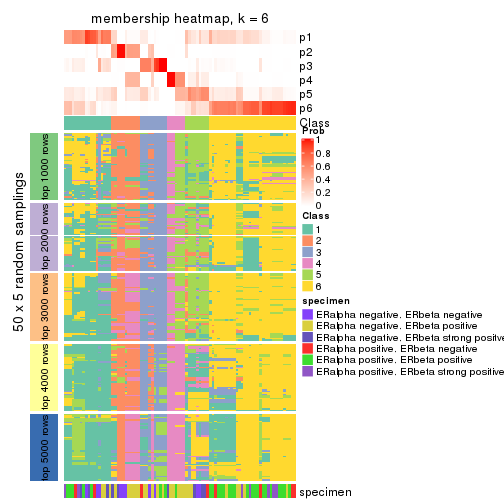 membership heatmap, k = 6
p1
p2
p3
p4
p5
p6
Class
Prob
1
0.8
0.6
0.4
0.2
0
Class
1
2
3
4
5
6
specimen
ERalpha negative. ERbeta negative
ERalpha negative. ERbeta positive
ERalpha negative. ERbeta strong positive
ERalpha positive. ERbeta negative
ERalpha positive. ERbeta positive
ERalpha positive. ERbeta strong positive
50 x 5 random samplings
top 1000 rows
top 2000 rows
top 3000 rows
top 4000 rows
top 5000 rows
specimen